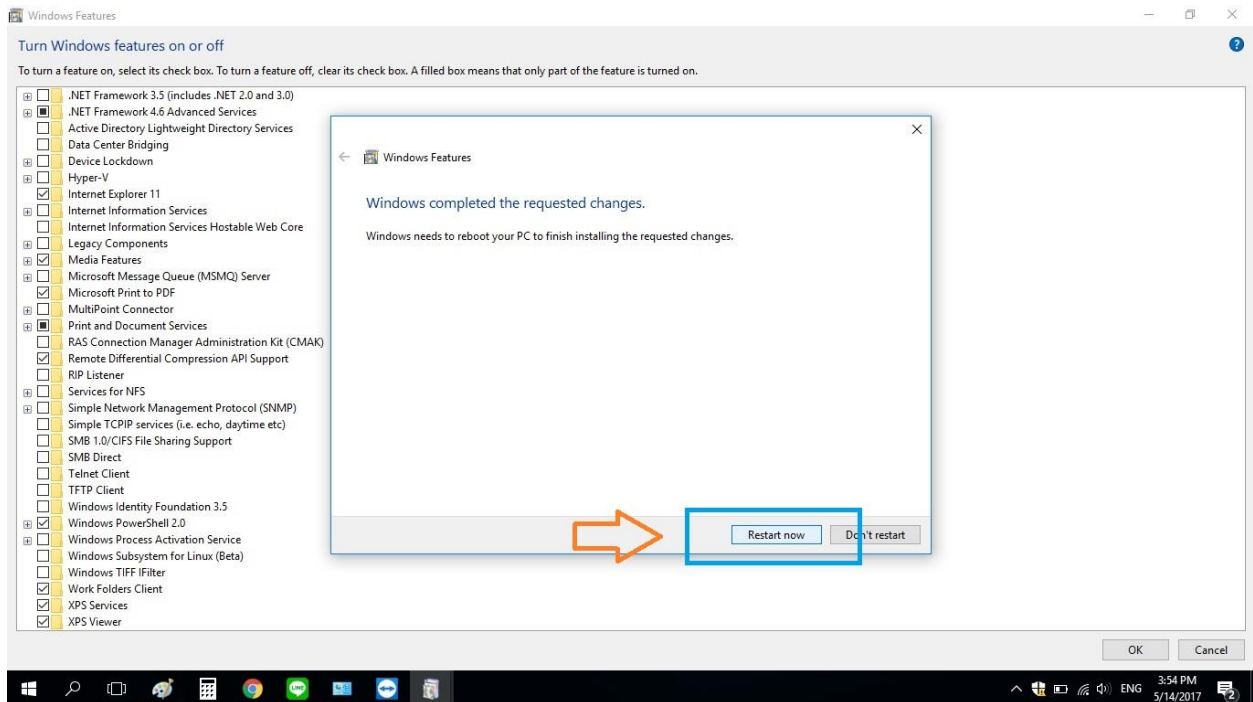 Windows Features
Turn Windows features on or off
To turn a feature on, select its check box. To turn a feature off, clear its check box. A filled box means that only part of the feature is turned on.
.NET Framework 3.5 (includes .NET 2.0 and 3.0)
.NET Framework 4.6 Advanced Services
Active Directory Lightweight Directory Services
Data Center Bridging
Device Lockdown
Hyper-V
Internet Explorer 11
Internet Information Services
Internet Information Services Hostable Web Core
Legacy Components
Media Features
Microsoft Message Queue (MSMQ) Server
Microsoft Print to PDF
MultiPoint Connector
Print and Document Services
RAS Connection Manager Administration Kit (CMAK)
Remote Differential Compression API Support
RIP Listener
Services for NFS
Simple Network Management Protocol (SNMP)
Simple TCPIP services (i.e. echo, daytime etc)
SMB 1.0/CIFS File Sharing Support
SMB Direct
Telnet Client
TFTP Client
Windows Identity Foundation 3.5
Windows PowerShell 2.0
Windows Process Activation Service
Windows Subsystem for Linux (Beta)
Windows TIFF IFilter
Work Folders Client
XPS Services
XPS Viewer
Windows Features
Windows completed the requested changes.
Windows needs to reboot your PC to finish installing the requested changes.
Restart now
Don't restart
OK
Cancel
LINE
ENG
3:54 PM
5/14/2017
2